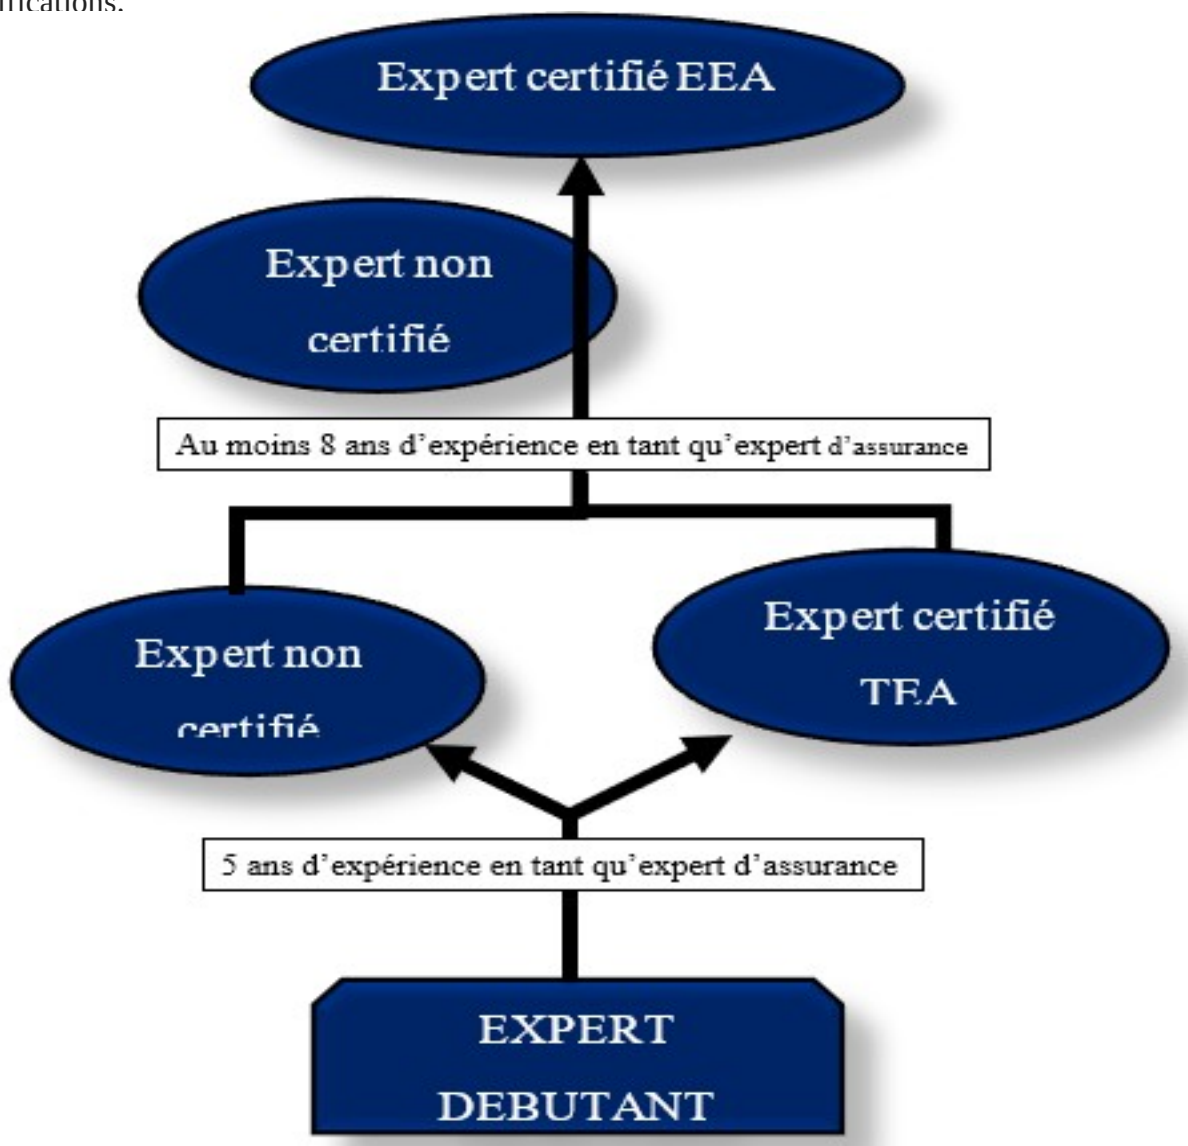 ifications.
Expert certifié EEA
Expert non
certifié
Au moins 8 ans d’expérience en tant qu’expert d’assurance
Expert certifié
TEA
Expert non
certifié
5 ans d’expérience en tant qu’expert d’assurance
EXPERT
DEBUTANT